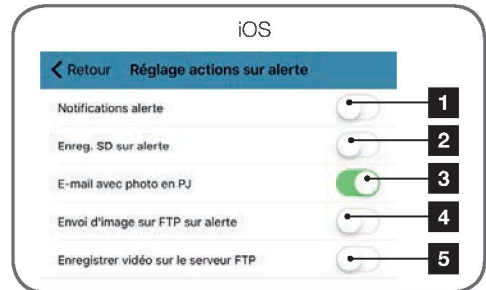 iOS
Retour Réglage actions sur alerte
Notifications alerte 1
Enreg. SD sur alerte 2
E-mail avec photo en PJ 3
Envoi d'image sur FTP sur alerte 4
Enregistrer vidéo sur le serveur FTP 5